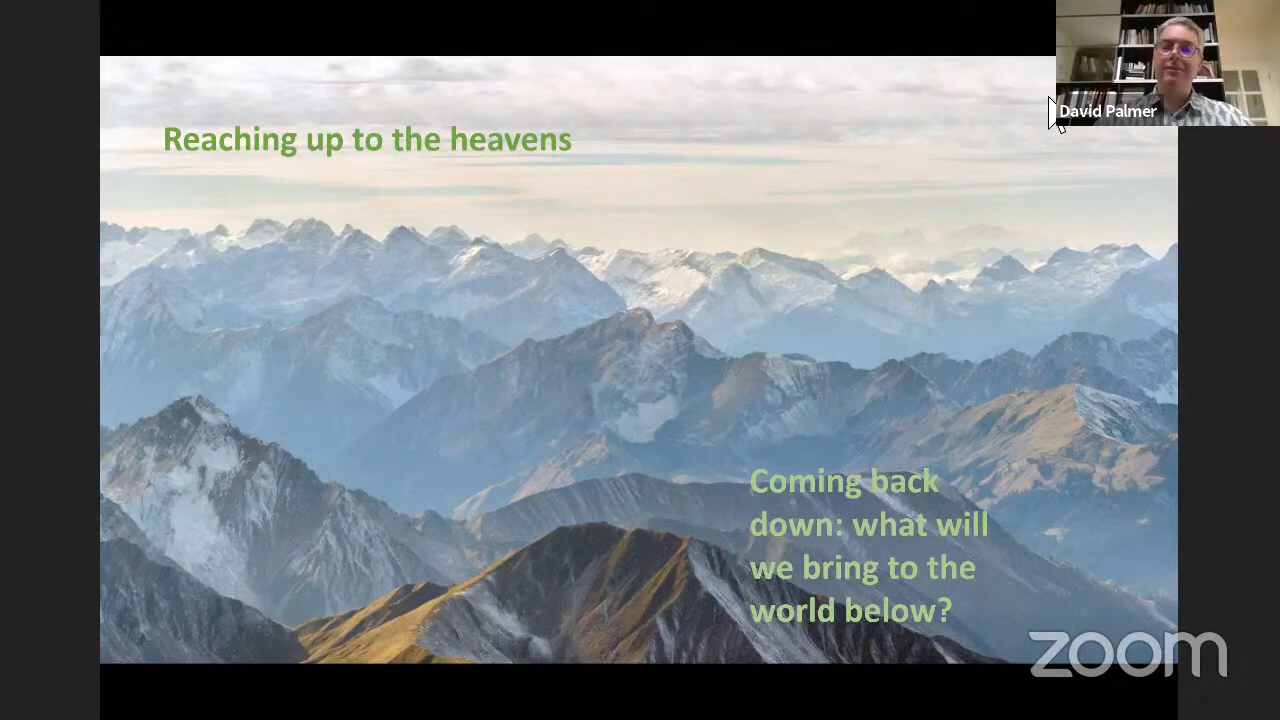 David Palmer
Reaching up to the heavens
Coming back
down: what will
we bring to the
world below?
zoom